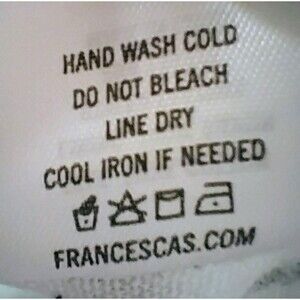 HAND WASH COLD
DO NOT BLEACH
LINE DRY
COOL IRON IF NEEDED
FRANCESCAS.COM